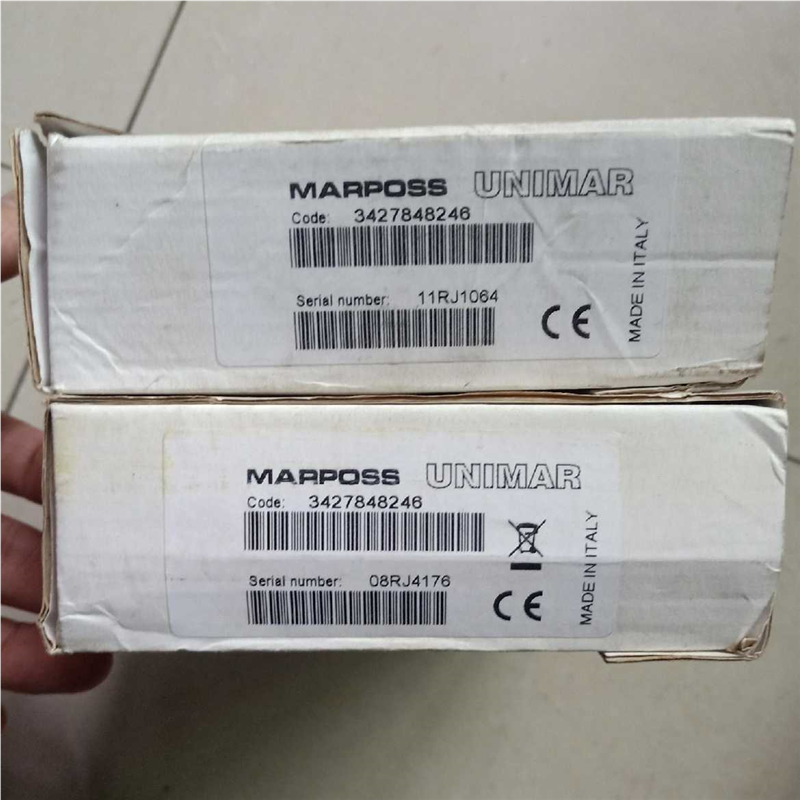 MARPOSS UNIMAR
Code: 3427848246
Serial number: 11RJ1064
CE
MADE IN ITALY
MARPOSS UNIMAR
Code: 3427848246
Serial number: 08RJ4176
CE
MADE IN ITALY